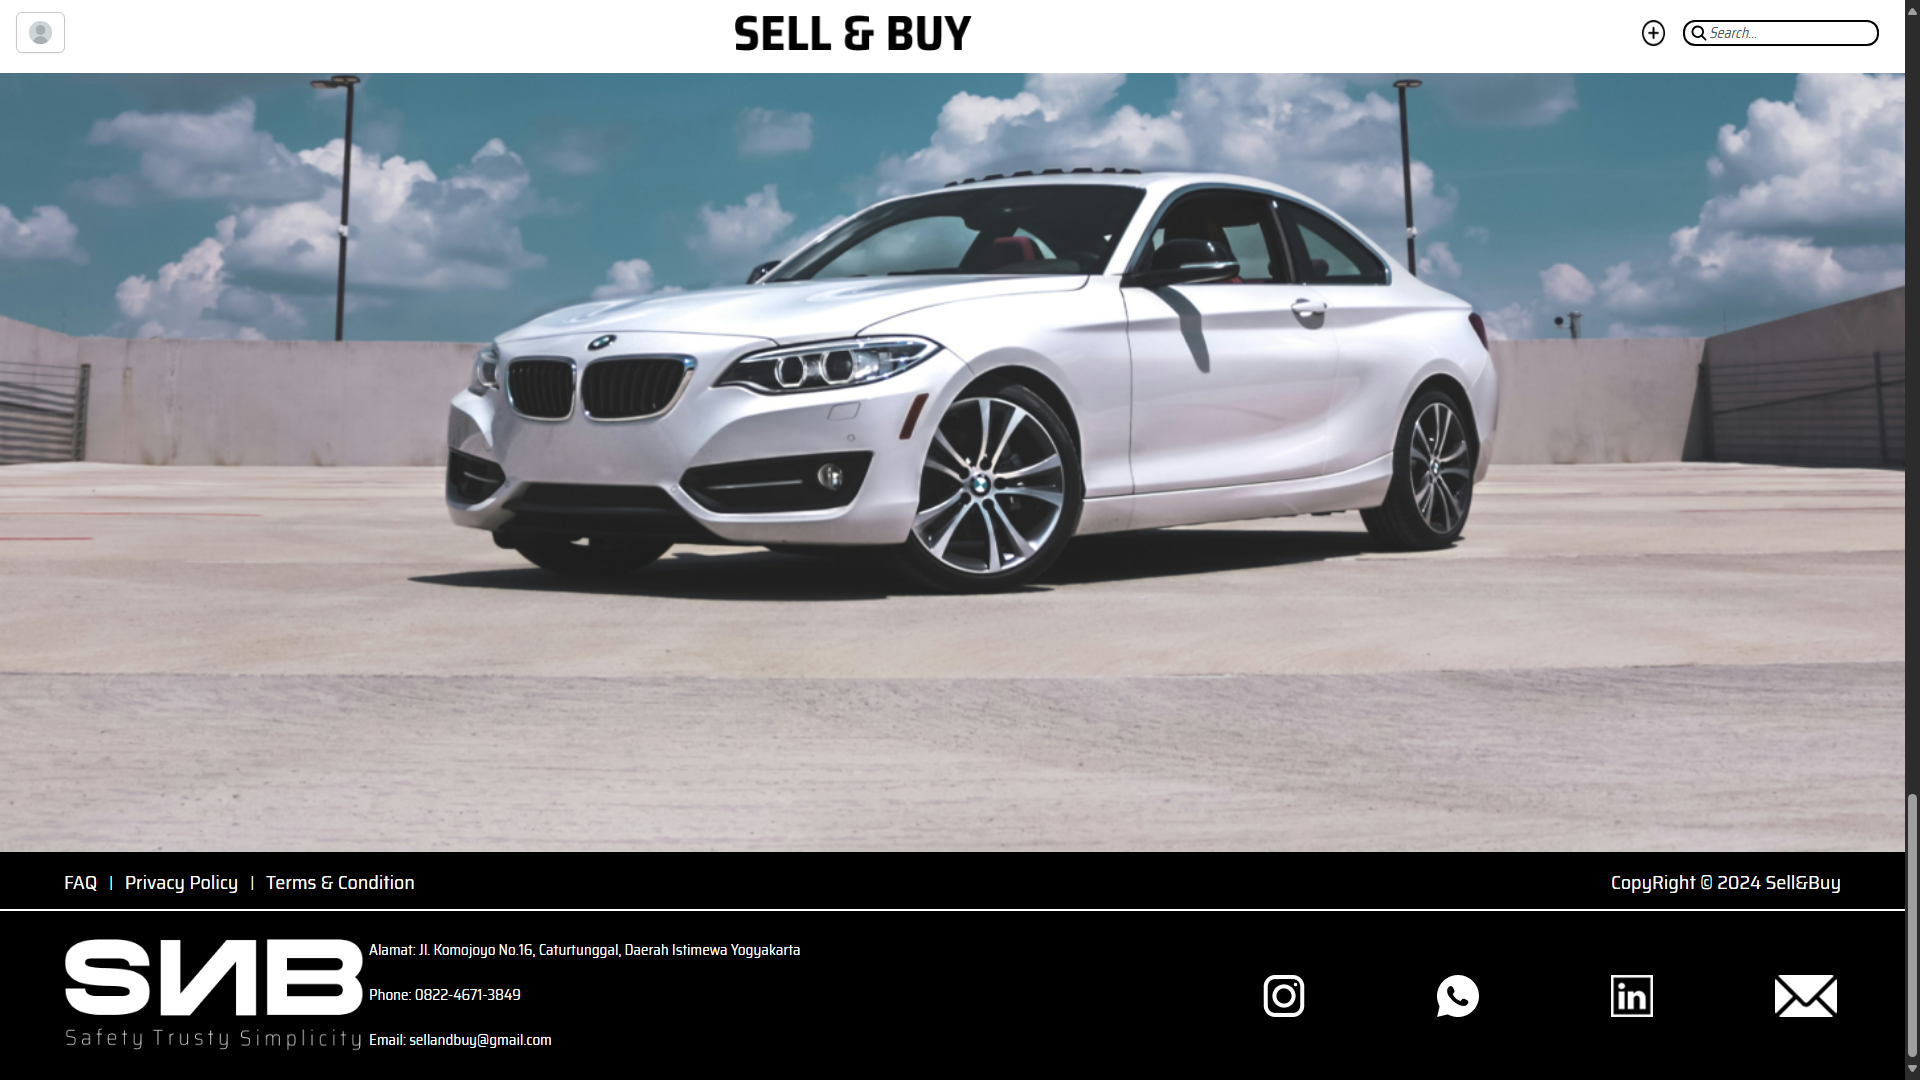 SELL & BUY
Search...
FAQ | Privacy Policy | Terms & Condition
CopyRight © 2024 Sell&Buy
SNB
Safety Trusty Simplicity
Alamat: Jl. Komojoyo No.16, Caturtunggal, Daerah Istimewa Yogyakarta
Phone: 0822-4671-3849
Email: sellandbuy@gmail.com
in